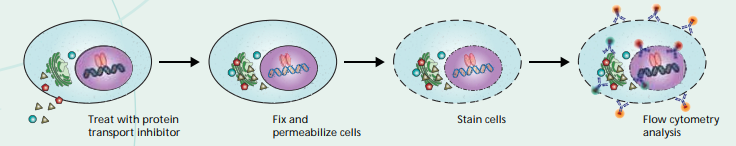 Treat with protein
transport inhibitor
Fix and
permeabilize cells
Stain cells
Flow cytometry
analysis